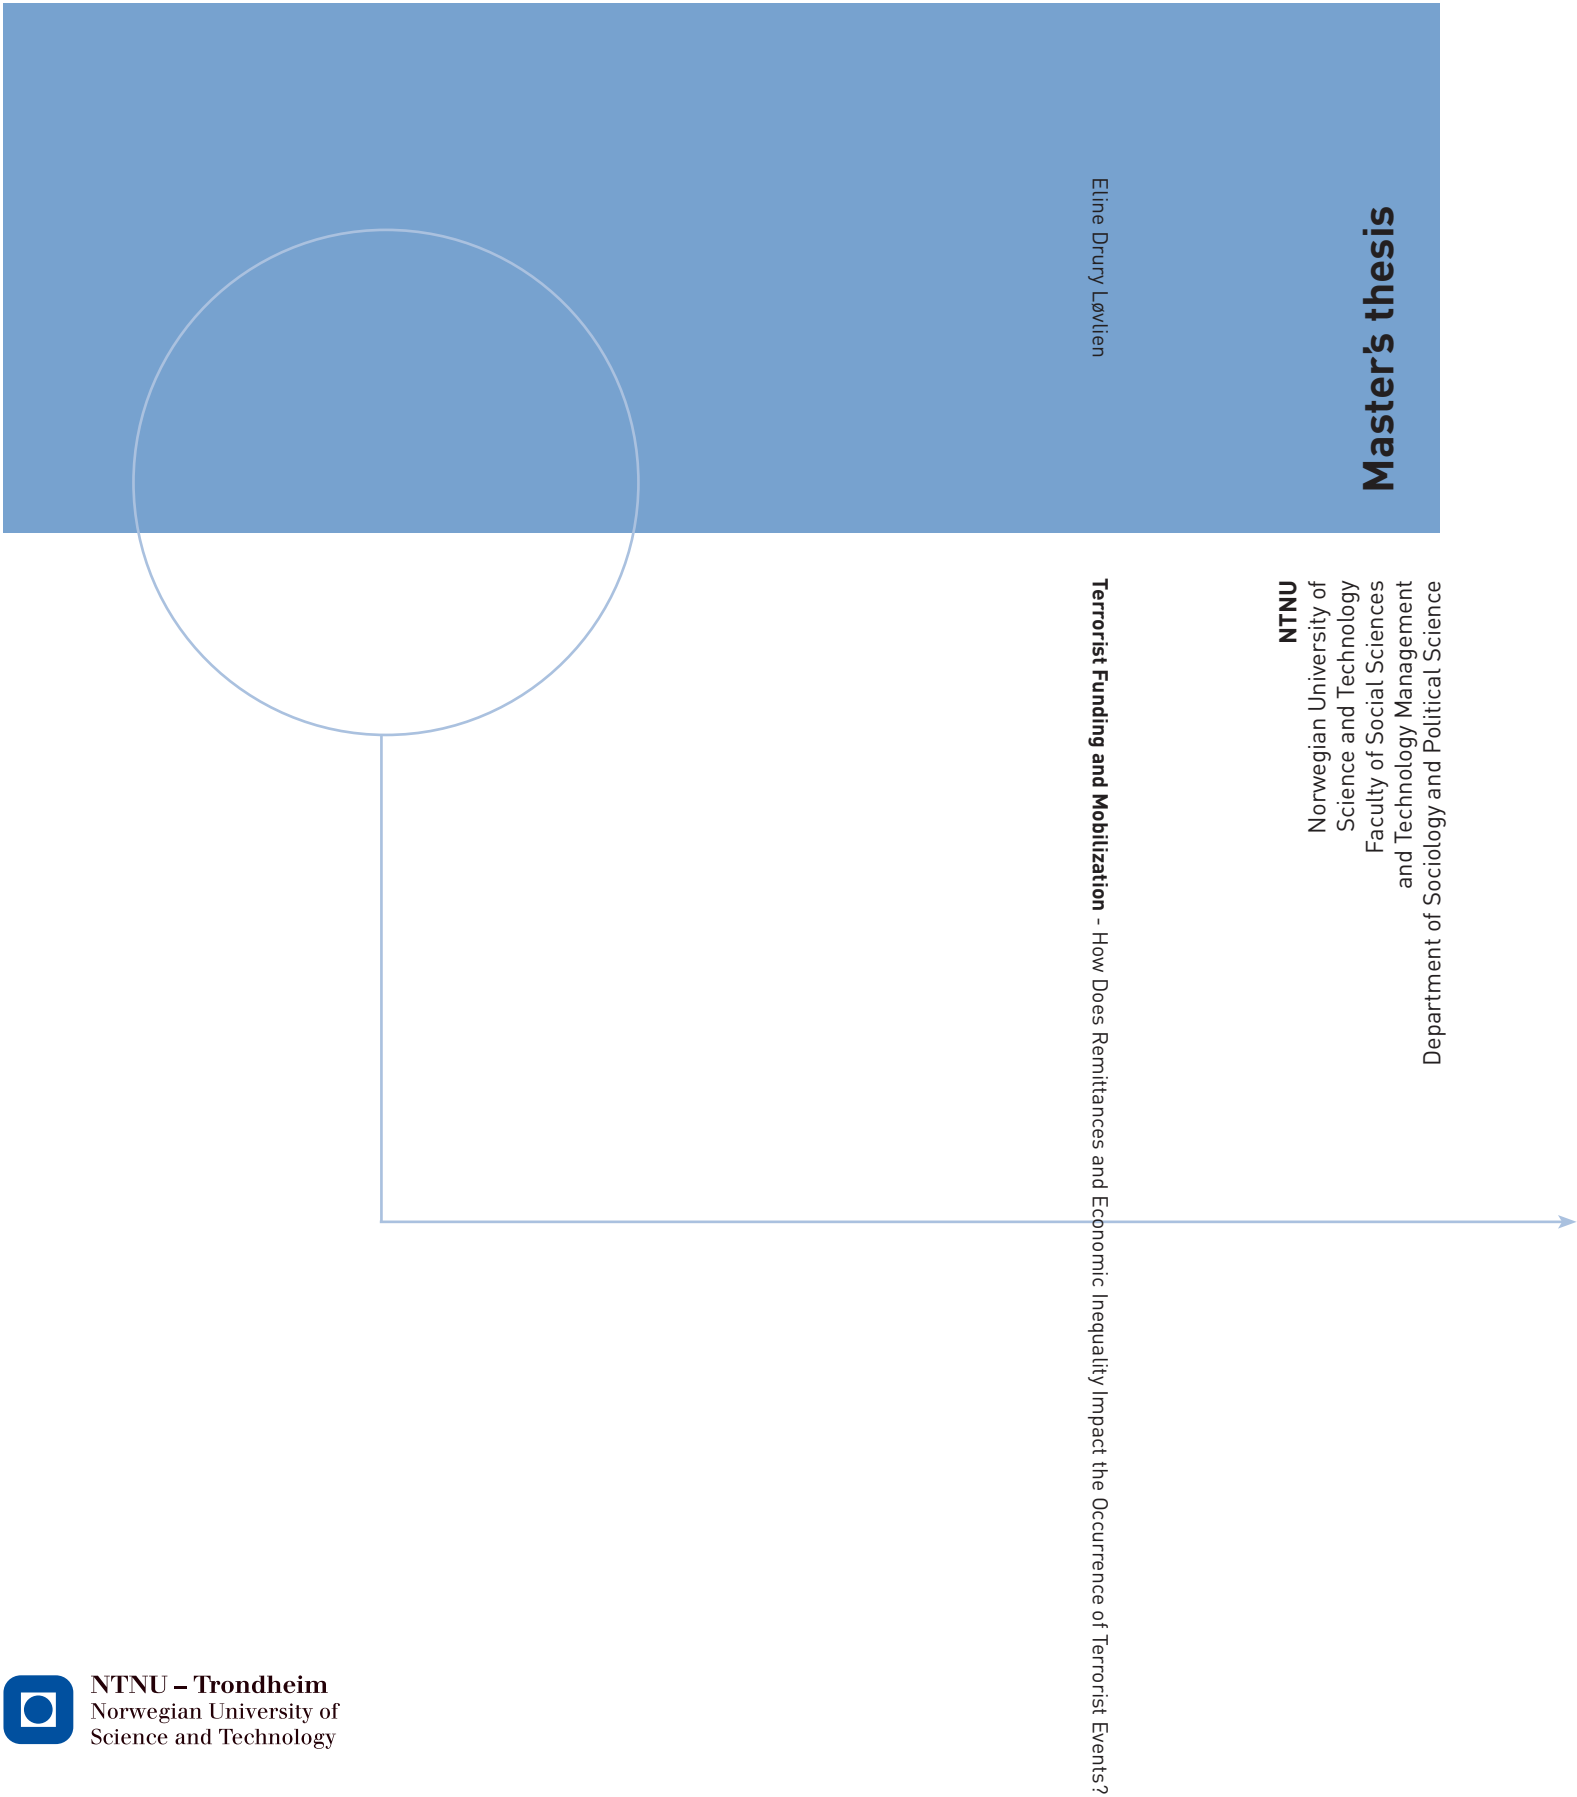 Eline Drury Løvlien
Terrorist Funding and Mobilization - How Does Remittances and Economic Inequality Impact the Occurrence of Terrorist Events?
Master's thesis
NTNU
Norwegian University of
Science and Technology
Faculty of Social Sciences
and Technology Management
Department of Sociology and Political Science
NTNU – Trondheim
Norwegian University of
Science and Technology